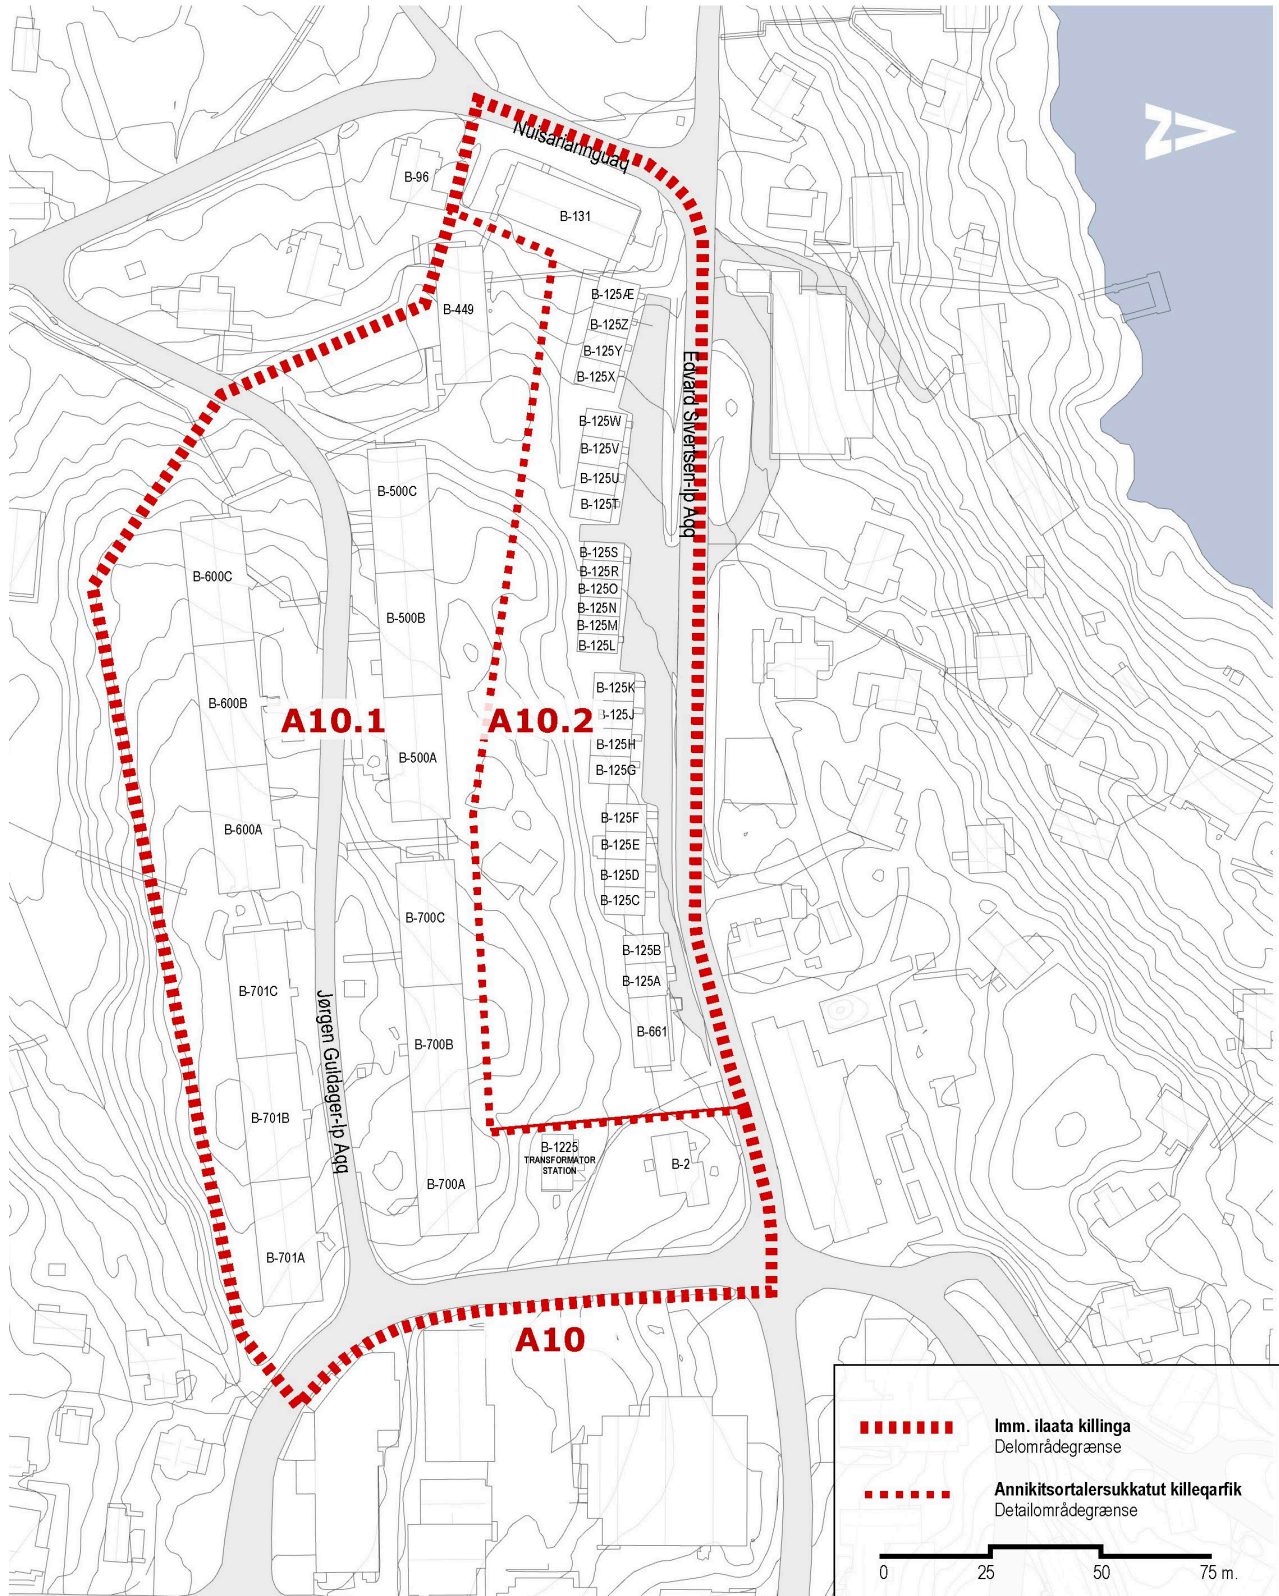 N
Nuisariannguaq
B-96
B-131
B-449
B-125Æ
B-125Z
B-125Y
B-125X
Edvard Sivertsen-Ip Aqq
B-125W
B-125V
B-125U
B-125T
B-500C
B-600C
B-125S
B-125R
B-125O
B-125N
B-125M
B-125L
B-500B
B-125K
B-600B
A10.1
A10.2
B-125H
B-500A
B-125G
B-125F
B-600A
B-125E
B-125D
B-125C
B-700C
B-125B
B-125A
B-701C
Jørgen Guldager-Ip Aqq
B-661
B-700B
B-701B
B-1225
TRANSFORMATOR
STATION
B-2
B-700A
B-701A
A10
Imm. ilaata killinga
Delområdegrænse
Annikitsortalersukkatut killeqarfik
Detailområdegrænse
0 25 50 75 m.